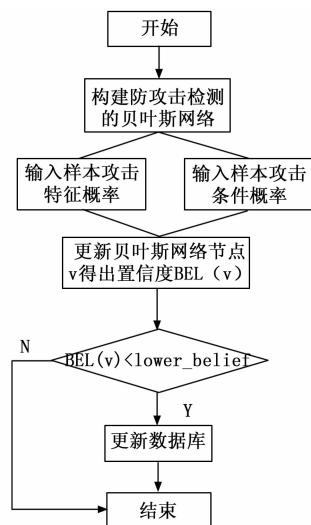 开始
构建防攻击检测
的贝叶斯网络
输入样本攻击
特征概率
输入样本攻击
条件概率
更新贝叶斯网络节点
v得出置信度BEL（v）
N
BEL(v)<lower_belief
Y
更新数据库
结束